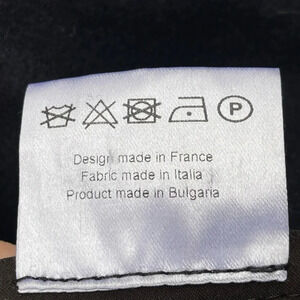 P
Design made in France
Fabric made in Italia
Product made in Bulgaria